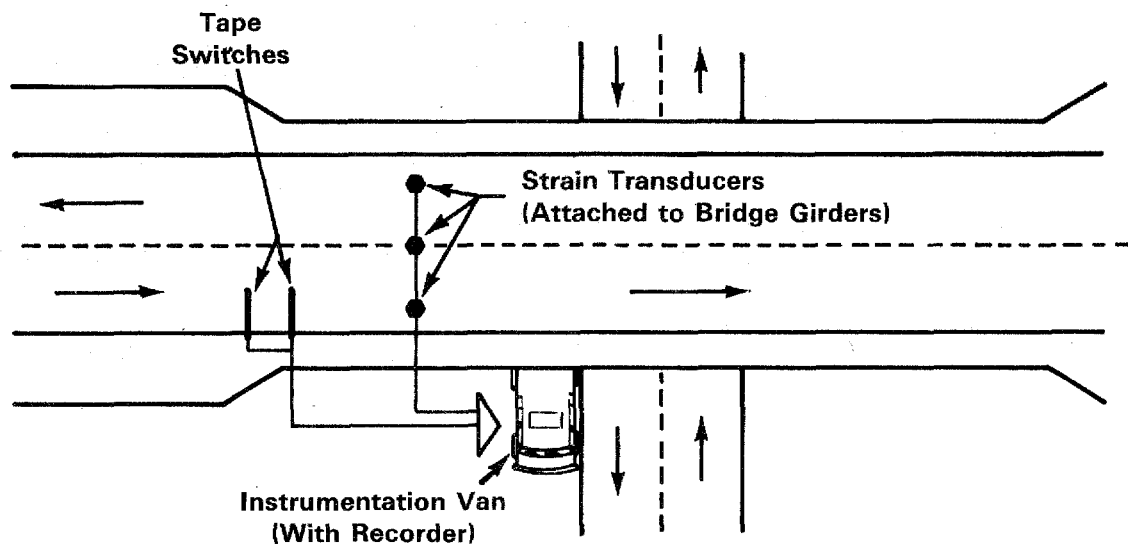 Tape
Switches
Strain Transducers
(Attached to Bridge Girders)
Instrumentation Van
(With Recorder)